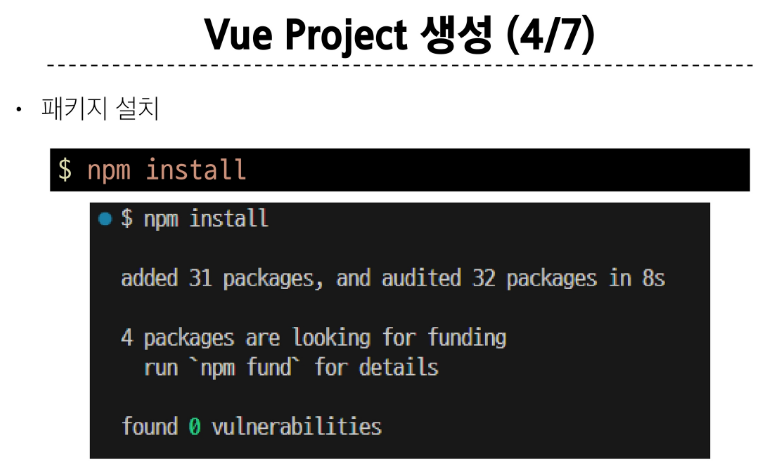 Vue Project 생성 (4/7)
• 패키지 설치
$ npm install
$ npm install
added 31 packages, and audited 32 packages in 8s
4 packages are looking for funding
run `npm fund` for details
found 0 vulnerabilities